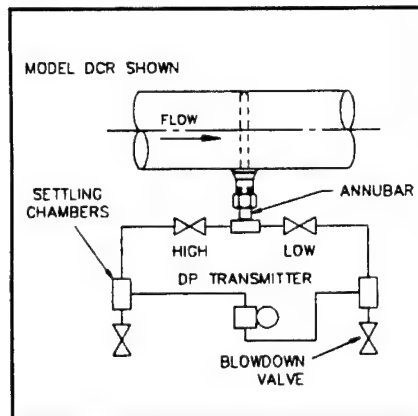 MODEL DCR SHOWN
FLOW
SETTLING
CHAMBERS
ANNUBAR
HIGH
LOW
DP TRANSMITTER
BLOWDOWN
VALVE